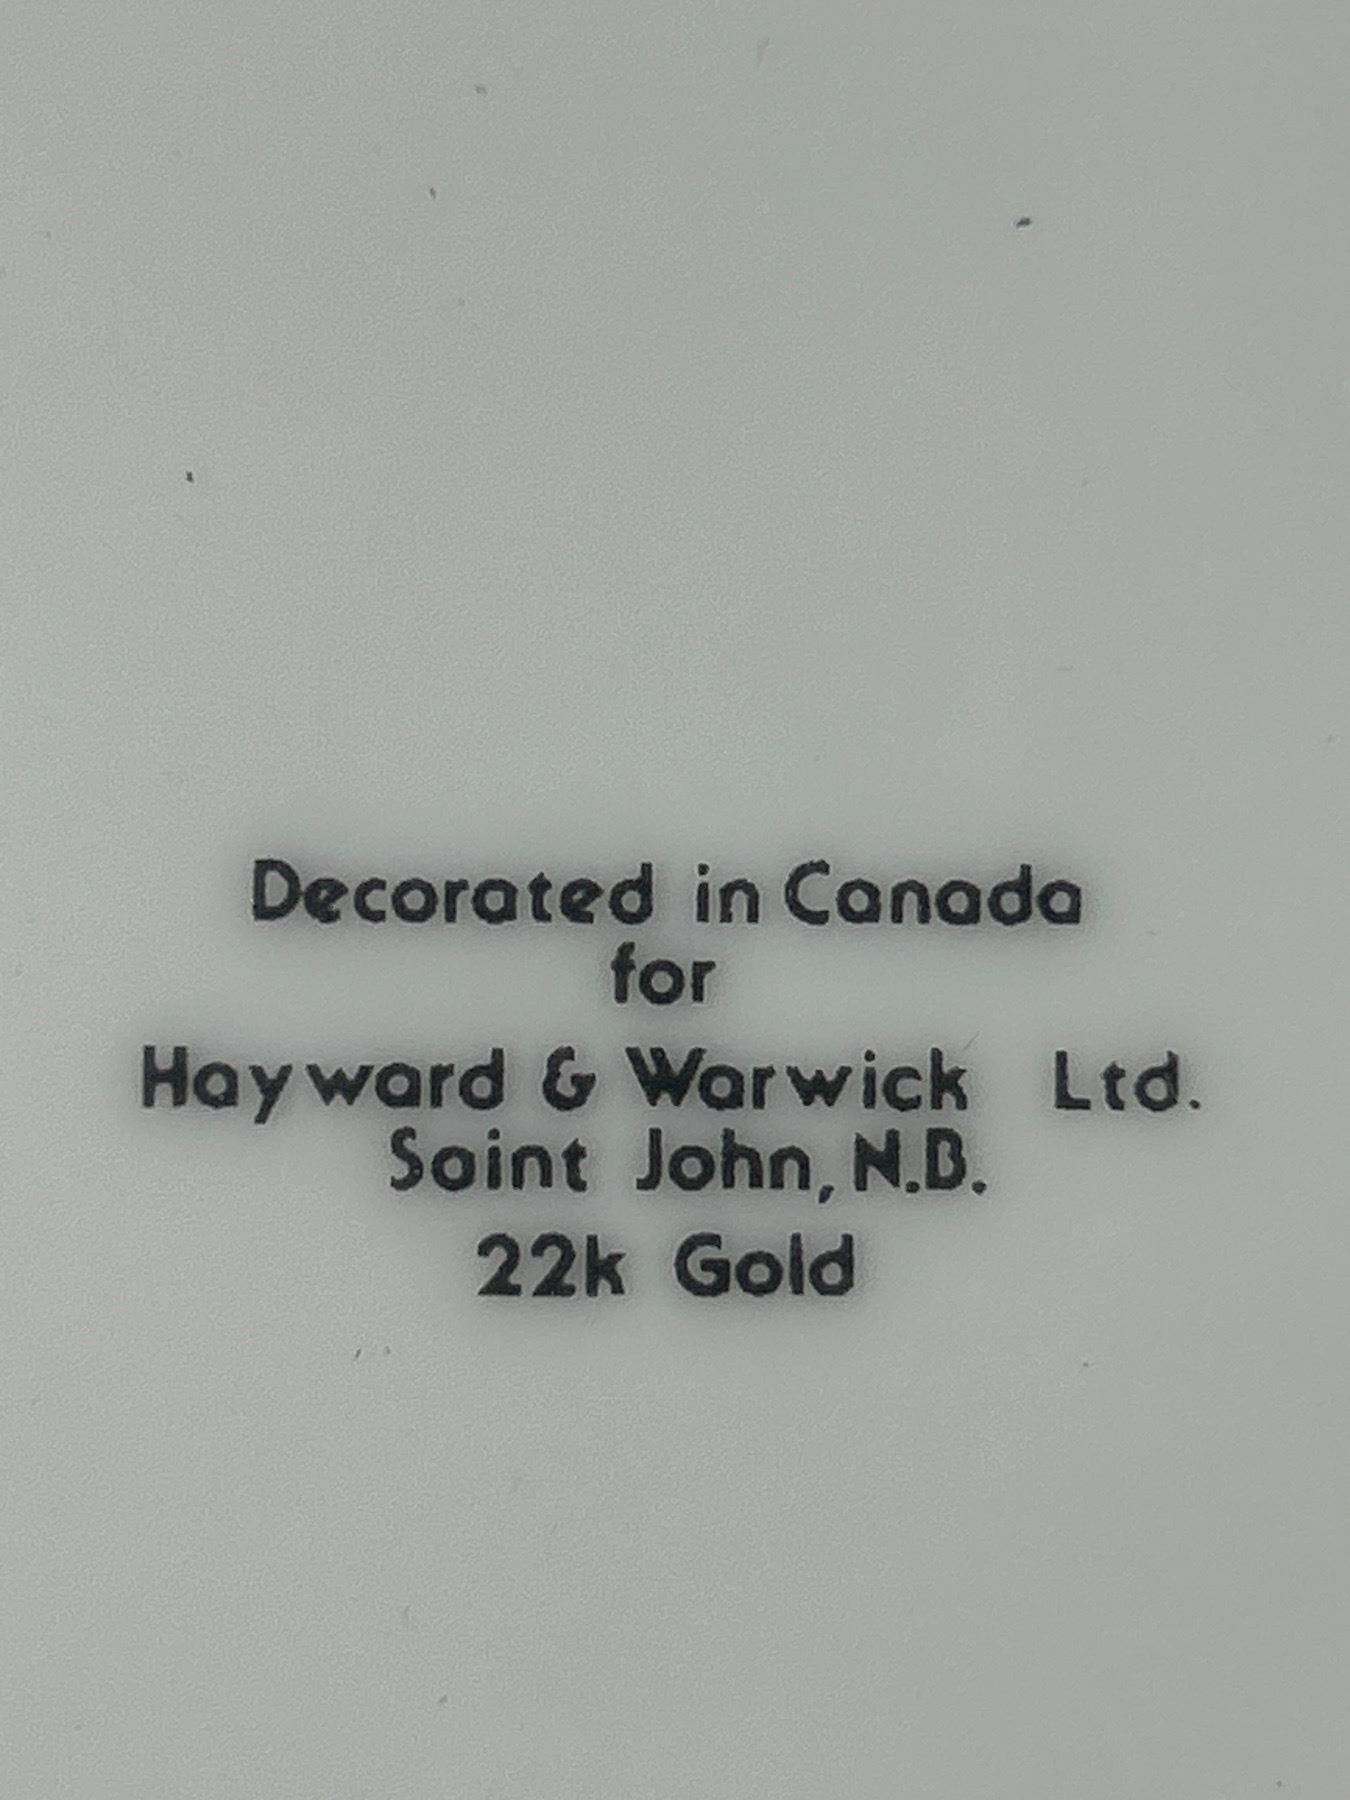 Decorated in Canada
for
Hayward & Warwick Ltd.
Saint John, N.B.
22k Gold